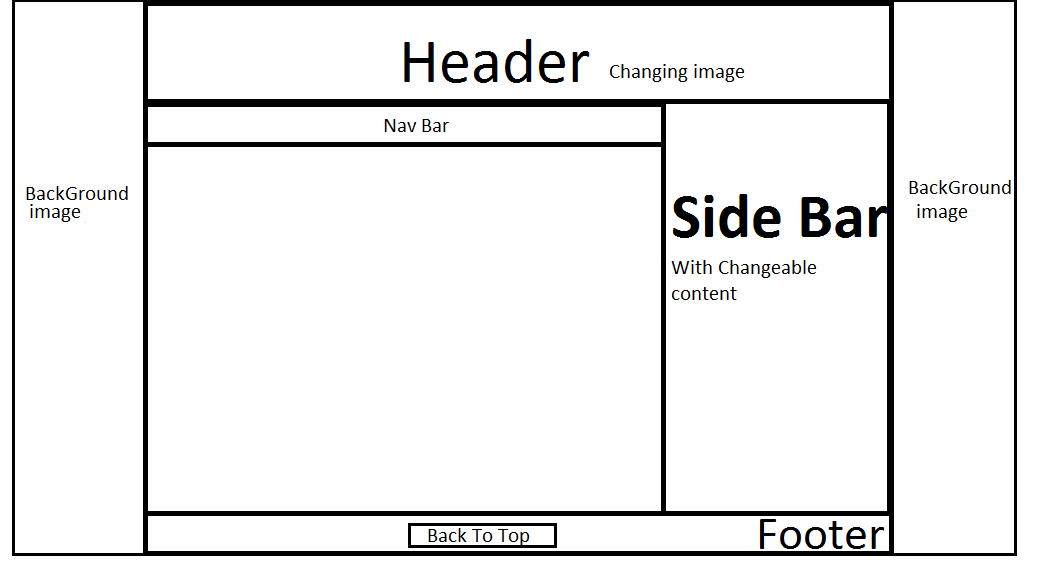 Header
Changing image
Nav Bar
BackGround
image
Side Bar
With Changeable
content
BackGround
image
Back To Top
Footer